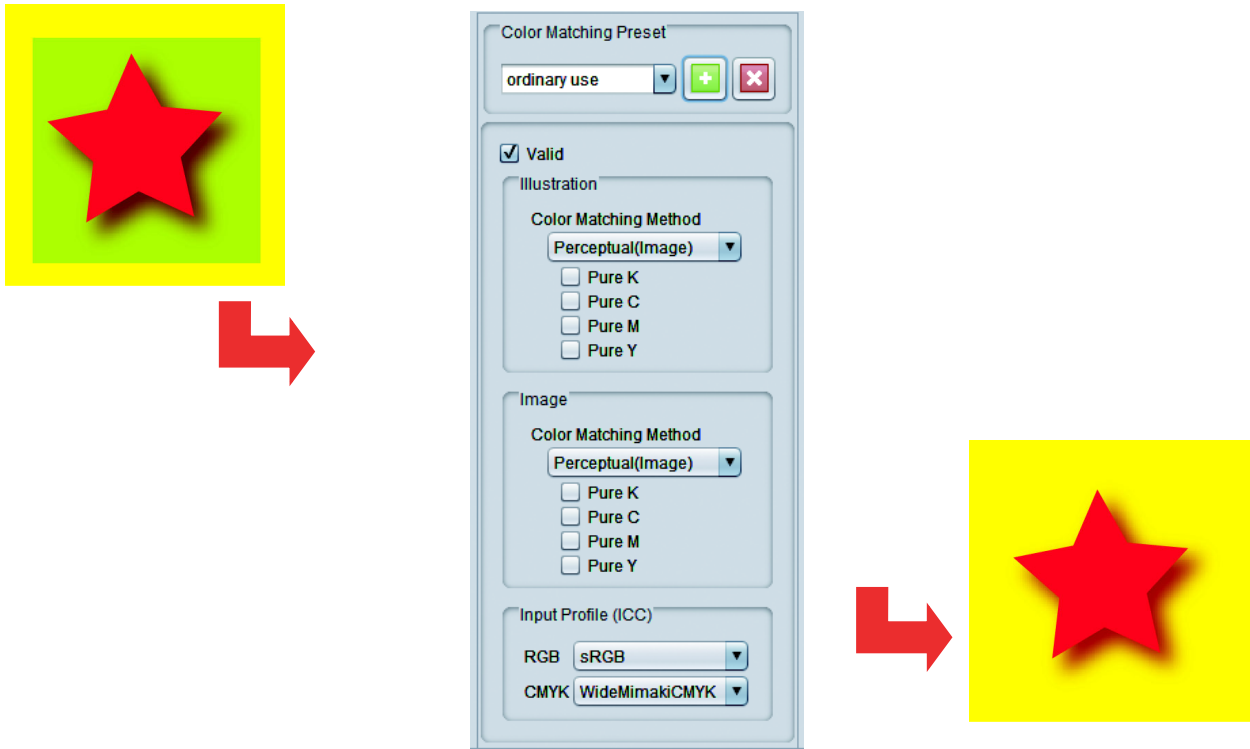 Color Matching Preset
ordinary use
Valid
Illustration
Color Matching Method
Perceptual(Image)
Pure K
Pure C
Pure M
Pure Y
Image
Color Matching Method
Perceptual(Image)
Pure K
Pure C
Pure M
Pure Y
Input Profile (ICC)
RGB sRGB
CMYK WideMimakiCMYK